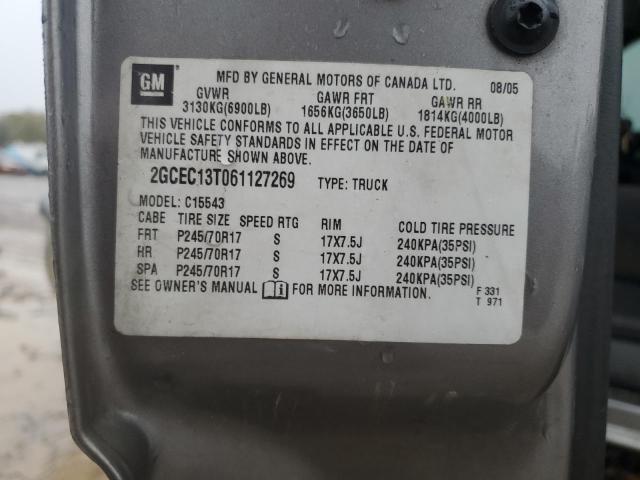 GM
MFD BY GENERAL MOTORS OF CANADA LTD. 08/05
GVWR GAWR FRT GAWR RR
3130KG(6900LB) 1656KG(3650LB) 1814KG(4000LB)
THIS VEHICLE CONFORMS TO ALL APPLICABLE U.S. FEDERAL MOTOR
VEHICLE SAFETY STANDARDS IN EFFECT ON THE DATE OF
MANUFACTURE SHOWN ABOVE.
2GCEC13T061127269 TYPE: TRUCK
MODEL: C15543
CABE TIRE SIZE SPEED RTG RIM COLD TIRE PRESSURE
FRT P245/70R17 S 17X7.5J 240KPA(35PSI)
RR P245/70R17 S 17X7.5J 240KPA(35PSI)
SPA P245/70R17 S 17X7.5J 240KPA(35PSI)
SEE OWNER'S MANUAL FOR MORE INFORMATION. F 331
T 971